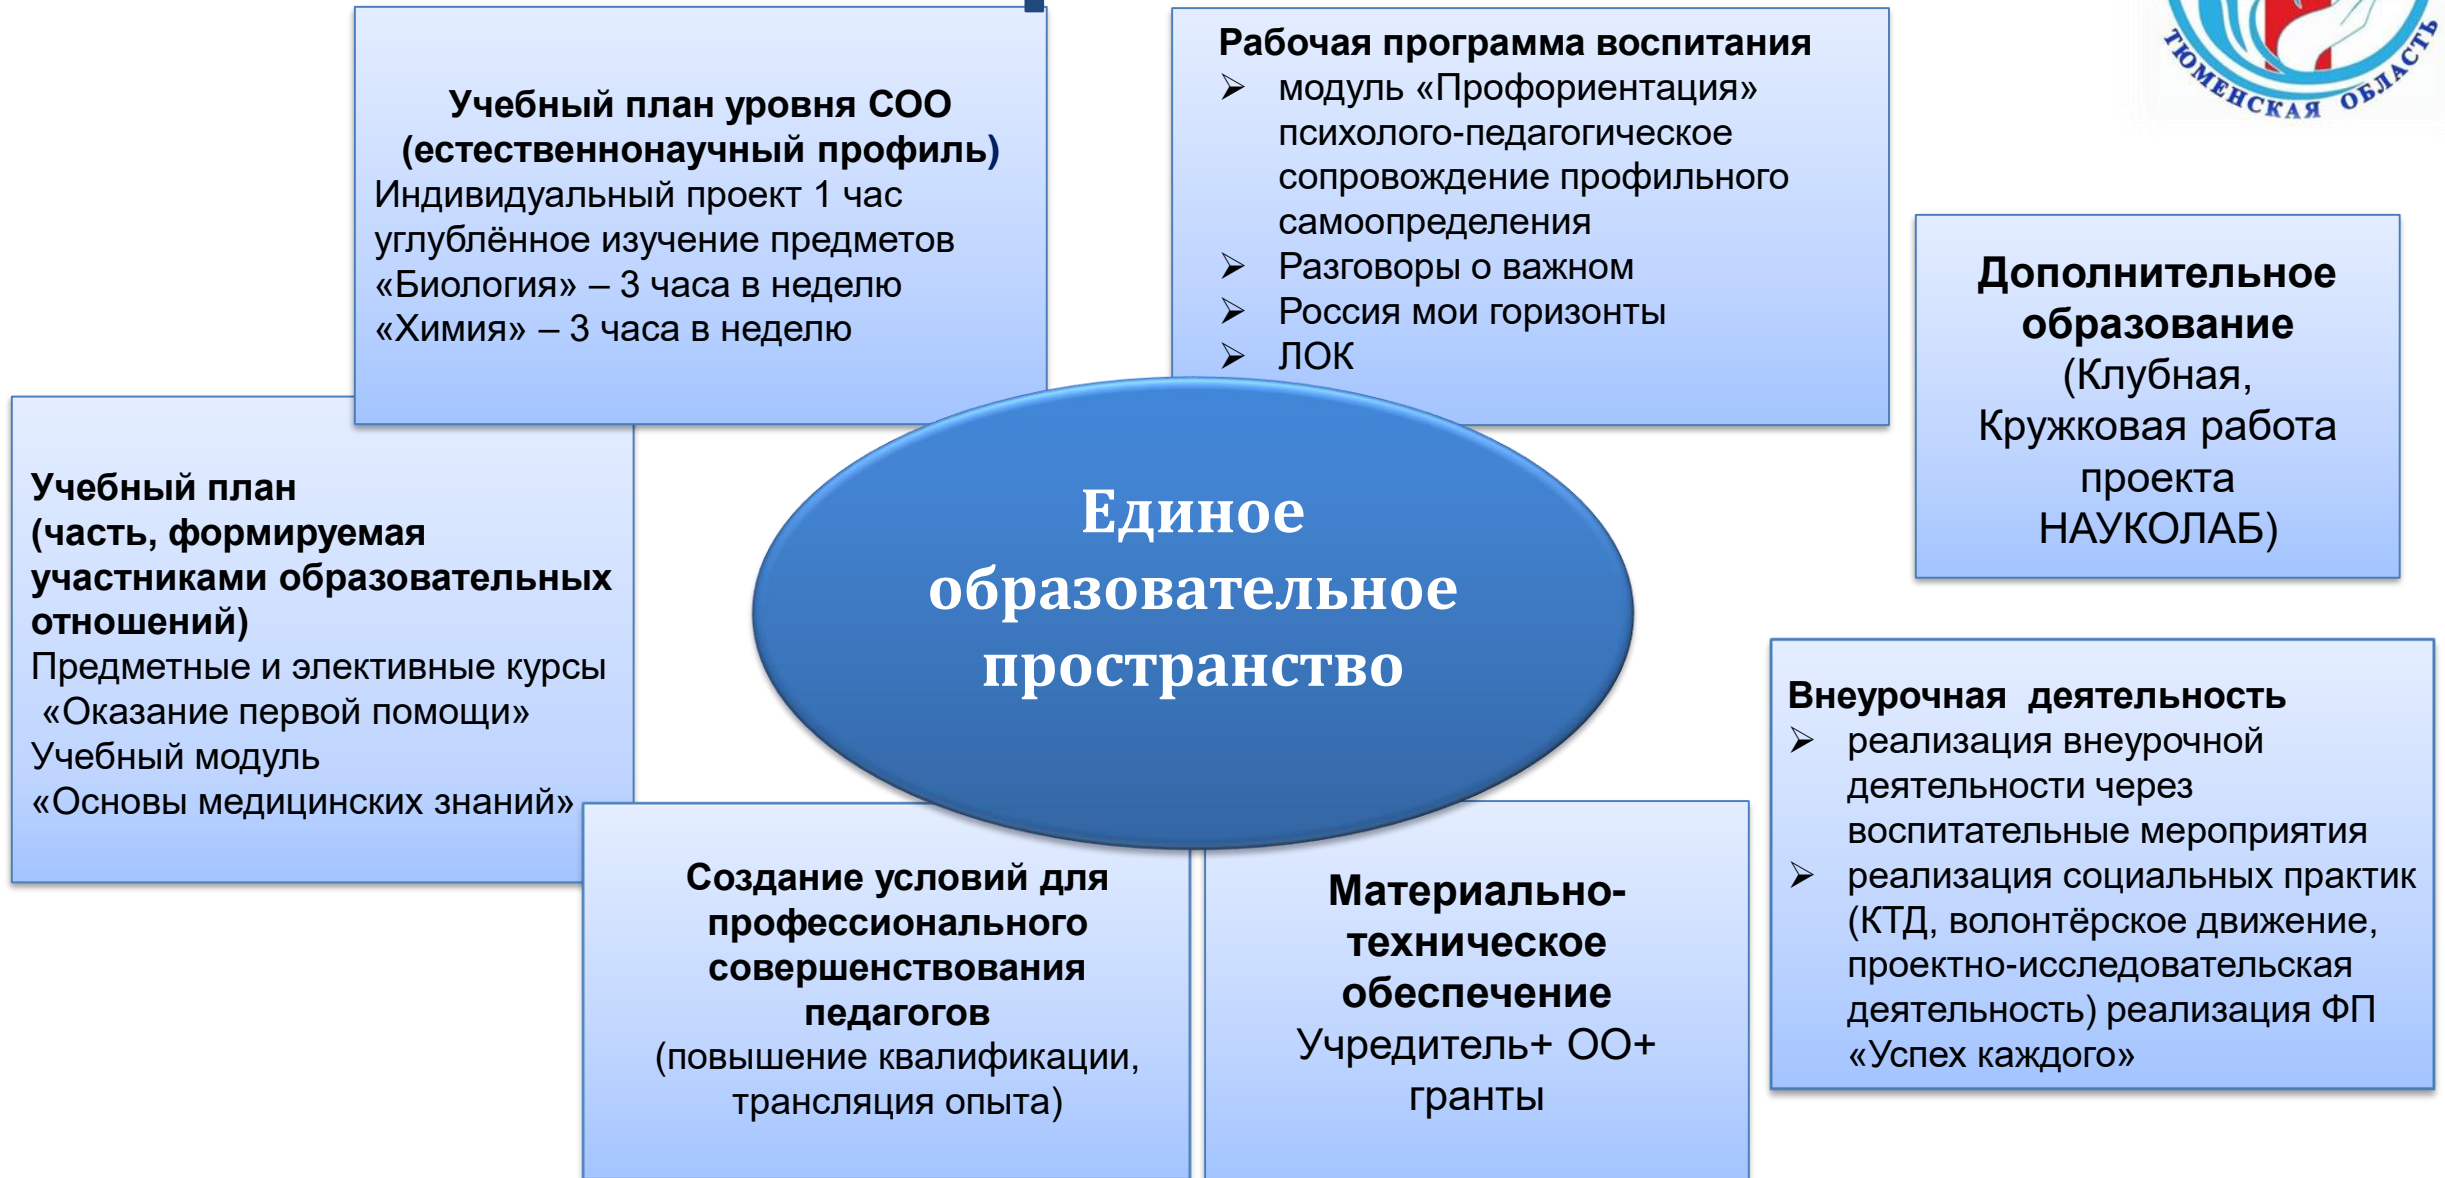 Учебный план уровня СОО
(естественнонаучный профиль)
Индивидуальный проект 1 час
углублённое изучение предметов
«Биология» – 3 часа в неделю
«Химия» – 3 часа в неделю
Рабочая программа воспитания
➢ модуль «Профориентация»
психолого-педагогическое
сопровождение профильного
самоопределения
➢ Разговоры о важном
➢ Россия мои горизонты
➢ ЛОК
ТЮМЕНСКАЯ ОБЛАСТЬ
Дополнительное
образование
(Клубная,
Кружковая работа
проекта
НАУКОЛАБ)
Учебный план
(часть, формируемая
участниками образовательных
отношений)
Предметные и элективные курсы
«Оказание первой помощи»
Учебный модуль
«Основы медицинских знаний»
Единое
образовательное
пространство
Внеурочная деятельность
➢ реализация внеурочной
деятельности через
воспитательные мероприятия
➢ реализация социальных практик
(КТД, волонтёрское движение,
проектно-исследовательская
деятельность) реализация ФП
«Успех каждого»
Создание условий для
профессионального
совершенствования
педагогов
(повышение квалификации,
трансляция опыта)
Материально-
техническое
обеспечение
Учредитель+ ОО+
гранты